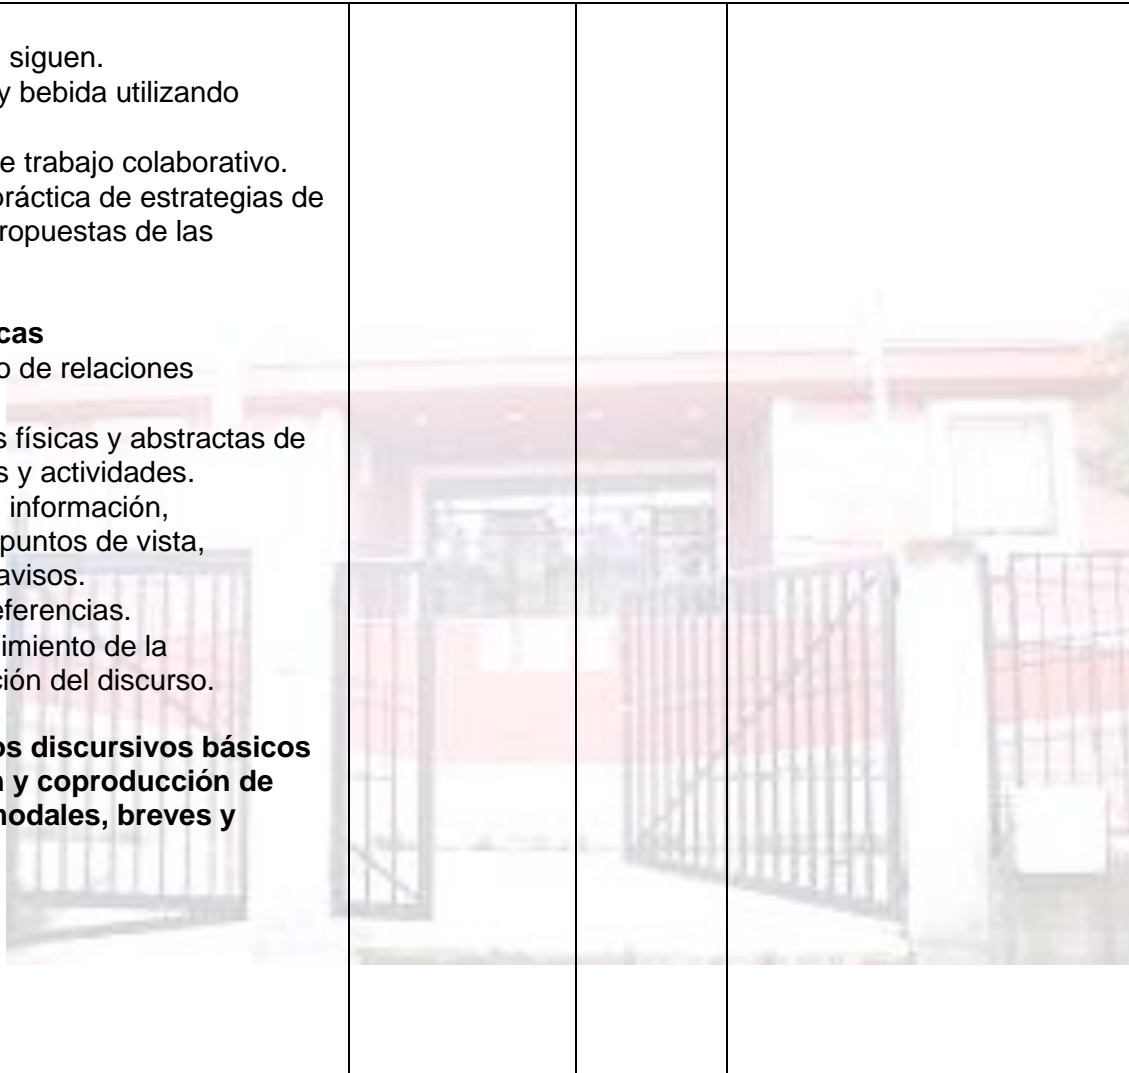 siguen.
y bebida utilizando
e trabajo colaborativo.
práctica de estrategias de
ropuestas de las
cas
o de relaciones
s físicas y abstractas de
s y actividades.
información,
puntos de vista,
avisos.
eferencias.
imiento de la
ción del discurso.
os discursivos básicos
n y coproducción de
nodales, breves y